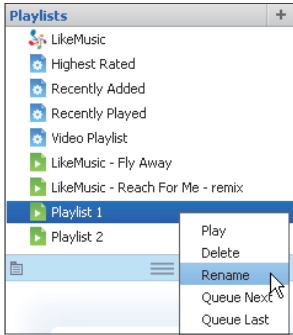 Playlists +
LikeMusic
Highest Rated
Recently Added
Recently Played
Video Playlist
LikeMusic - Fly Away
LikeMusic - Reach For Me - remix
Playlist 1
Playlist 2
Play
Delete
Rename
Queue Next
Queue Last